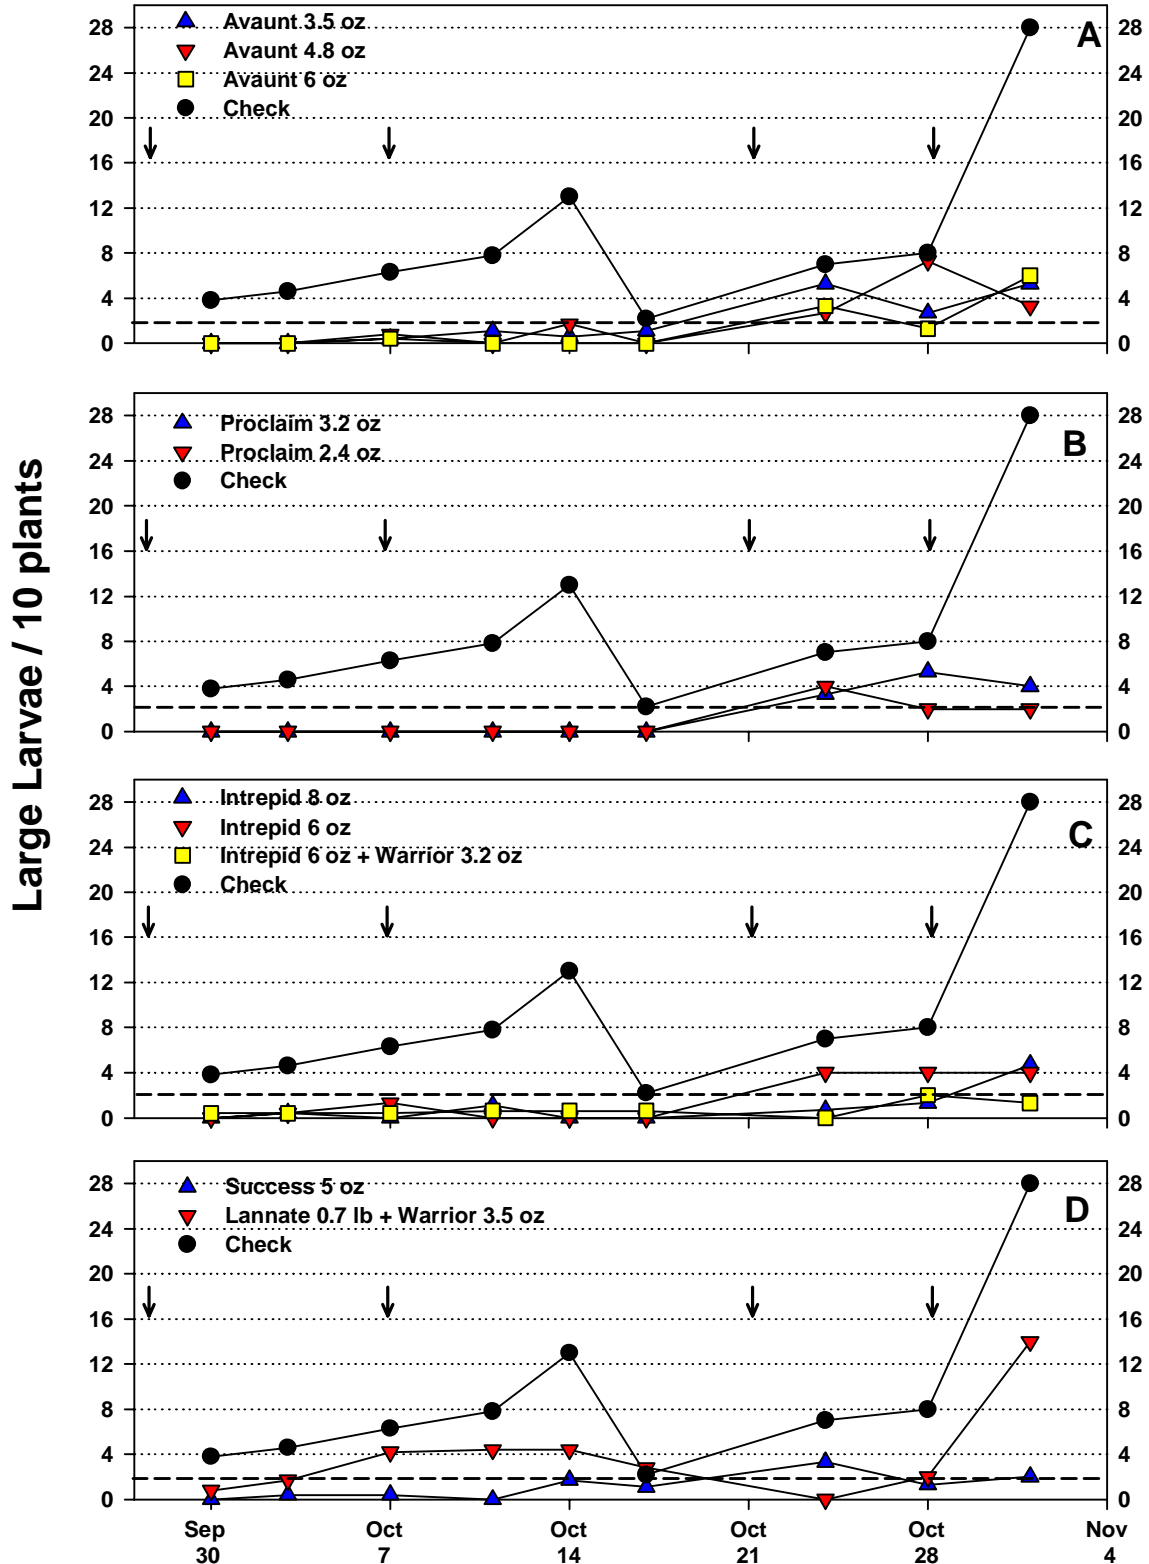 Large Larvae / 10 plants
A
Avaunt 3.5 oz
Avaunt 4.8 oz
Avaunt 6 oz
Check
28 28
24 24
20 20
16 16
12 12
8 8
4 4
0 0
B
Proclaim 3.2 oz
Proclaim 2.4 oz
Check
28 28
24 24
20 20
16 16
12 12
8 8
4 4
0 0
C
Intrepid 8 oz
Intrepid 6 oz
Intrepid 6 oz + Warrior 3.2 oz
Check
28 28
24 24
20 20
16 16
12 12
8 8
4 4
0 0
D
Success 5 oz
Lannate 0.7 lb + Warrior 3.5 oz
Check
28 28
24 24
20 20
16 16
12 12
8 8
4 4
0 0
Sep Oct Oct Oct Oct Nov
30 7 14 21 28 4